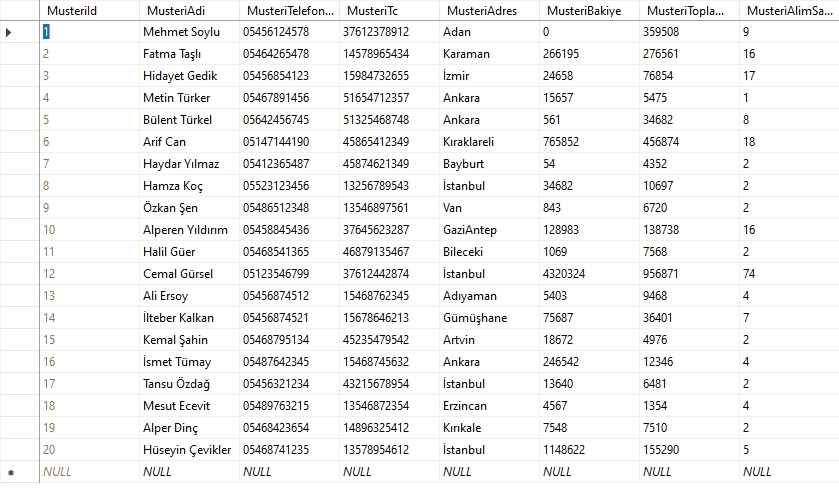 MusteriId MusteriAdi MusteriTelefon... MusteriTc MusteriAdres MusteriBakiye MusteriTopla... MusteriAlimSa...
1 Mehmet Soylu 05456124578 37612378912 Adan 0 359508 9
2 Fatma Taşlı 05464265478 14578965434 Karaman 266195 276561 16
3 Hidayet Gedik 05456854123 15984732655 İzmir 24658 76854 17
4 Metin Türker 05467891456 51654712357 Ankara 15657 5475 1
5 Bülent Türkel 05642456745 51325468748 Ankara 561 34682 8
6 Arif Can 05147144190 45865412349 Kıraklareli 765852 456874 18
7 Haydar Yılmaz 05412365487 45874621349 Bayburt 54 4352 2
8 Hamza Koç 05523123456 13256789543 İstanbul 34682 10697 2
9 Özkan Şen 05486512348 13546897561 Van 843 6720 2
10 Alperen Yıldırım 05458845436 37645623287 GaziAntep 128983 138738 16
11 Halil Güer 05468541365 46879135467 Bileceki 1069 7568 2
12 Cemal Gürsel 05123546799 37612442874 İstanbul 4320324 956871 74
13 Ali Ersoy 05456874512 15468762345 Adıyaman 5403 9468 4
14 İlteber Kalkan 05456874521 15678646213 Gümüşhane 75687 36401 7
15 Kemal Şahin 05468795134 45235479542 Artvin 18672 4976 2
16 İsmet Tümay 05487642345 15468745632 Ankara 246542 12346 4
17 Tansu Özdağ 05456321234 43215678954 İstanbul 13640 6481 2
18 Mesut Ecevit 05489763215 13546872354 Erzincan 4567 1354 4
19 Alper Dinç 05468423654 14896325412 Kırıkale 7548 7510 2
20 Hüseyin Çevikler 05468741235 13578954612 İstanbul 1148622 155290 5
NULL NULL NULL NULL NULL NULL NULL NULL